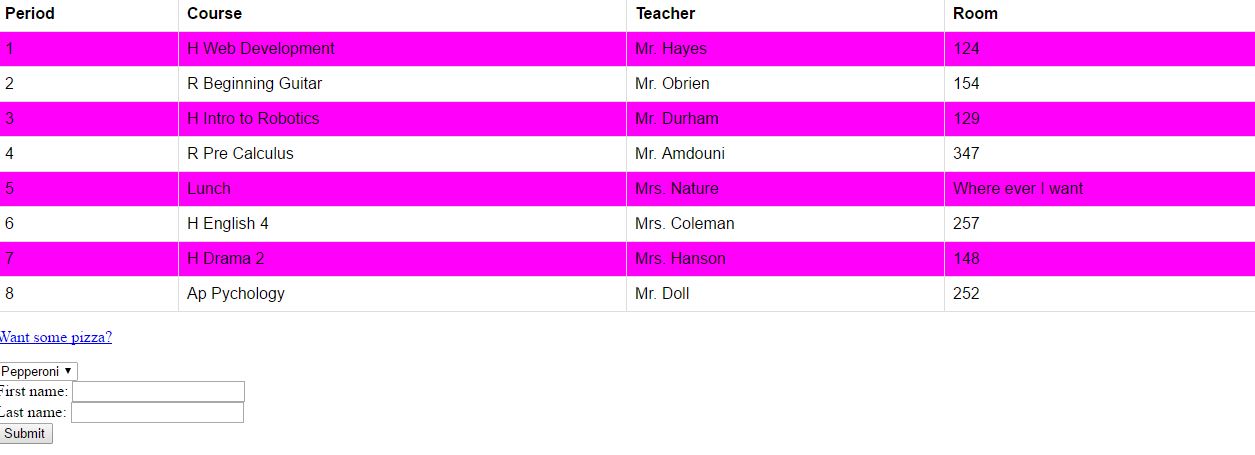 Period Course Teacher Room
1 H Web Development Mr. Hayes 124
2 R Beginning Guitar Mr. Obrien 154
3 H Intro to Robotics Mr. Durham 129
4 R Pre Calculus Mr. Amdouni 347
5 Lunch Mrs. Nature Where ever I want
6 H English 4 Mrs. Coleman 257
7 H Drama 2 Mrs. Hanson 148
8 Ap Pychology Mr. Doll 252
Want some pizza?
Pepperoni
First name:
Last name:
Submit